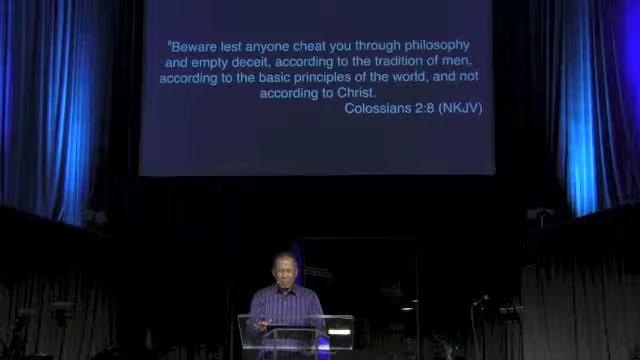 ⁸Beware lest anyone cheat you through philosophy
and empty deceit, according to the tradition of men,
according to the basic principles of the world, and not
according to Christ.
Colossians 2:8 (NKJV)